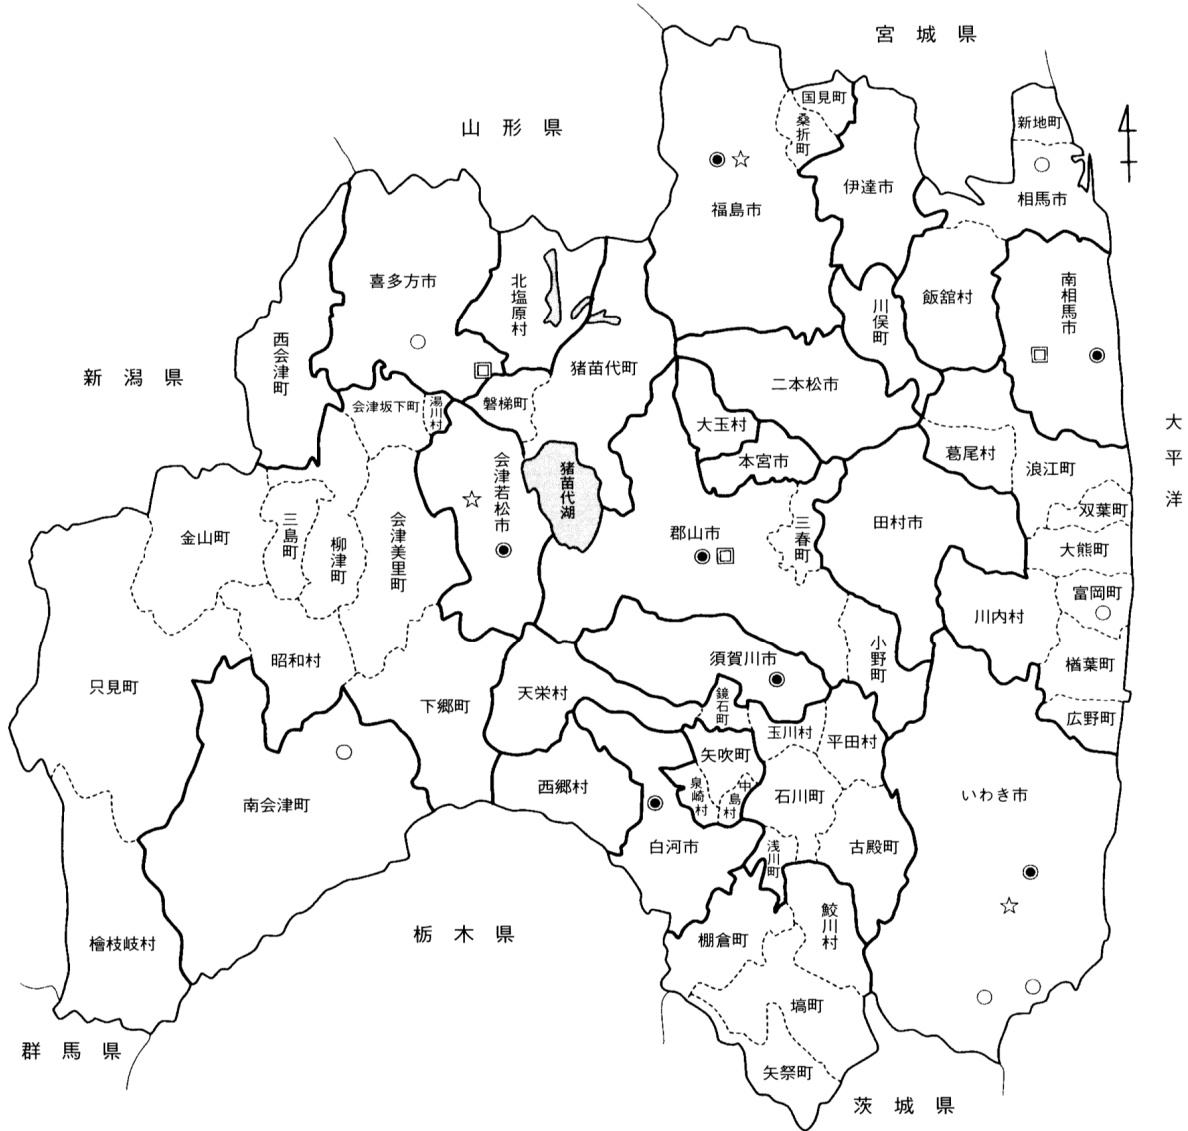 宮城県
山形県
新潟県
栃木県
群馬県
茨城県
大平洋
国見町
桑折町
新地町
伊達市
相馬市
福島市
喜多方市
北塩原村
飯舘村
南相馬市
川俣町
西会津町
猪苗代町
二本松市
会津坂下町
湯川村
磐梯町
大玉村
本宮市
葛尾村
浪江町
猪苗代湖
会津若松市
双葉町
金山町
三島町
柳津町
会津美里町
郡山市
三春町
田村市
大熊町
富岡町
川内村
楢葉町
広野町
只見町
昭和村
下郷町
天栄村
須賀川市
小野町
鏡石町
玉川村
平田村
矢吹町
泉崎村
中島村
石川町
西郷村
南会津町
白河市
浅川町
古殿町
いわき市
檜枝岐村
棚倉町
鮫川村
塙町
矢祭町